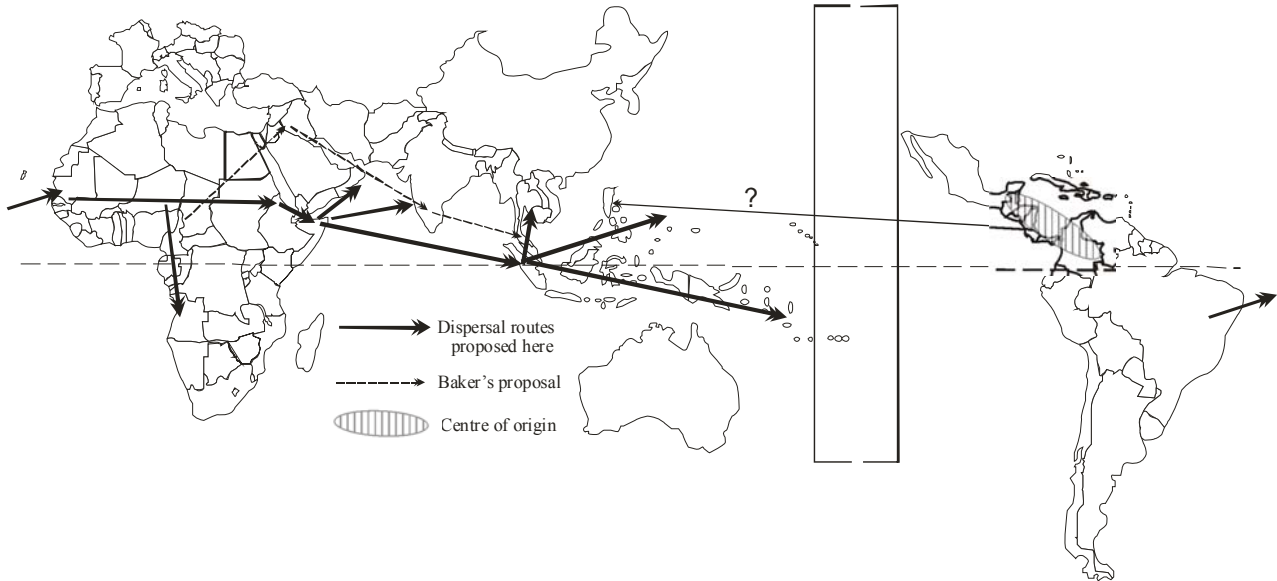 ?
Dispersal routes
proposed here
Baker's proposal
Centre of origin